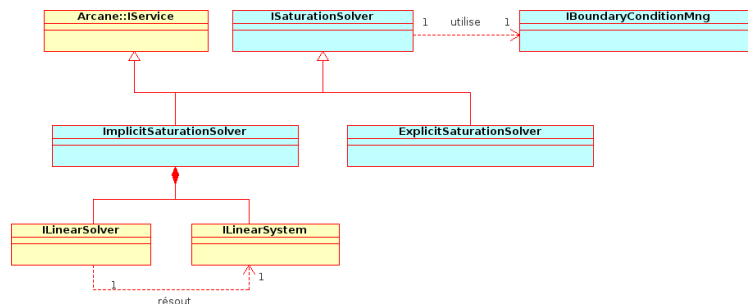 Arcane::IService
ISaturationSolver
1 utilise 1
IBoundaryConditionMng
ImplicitSaturationSolver
ExplicitSaturationSolver
ILinearSolver
ILinearSystem
1
1
résout